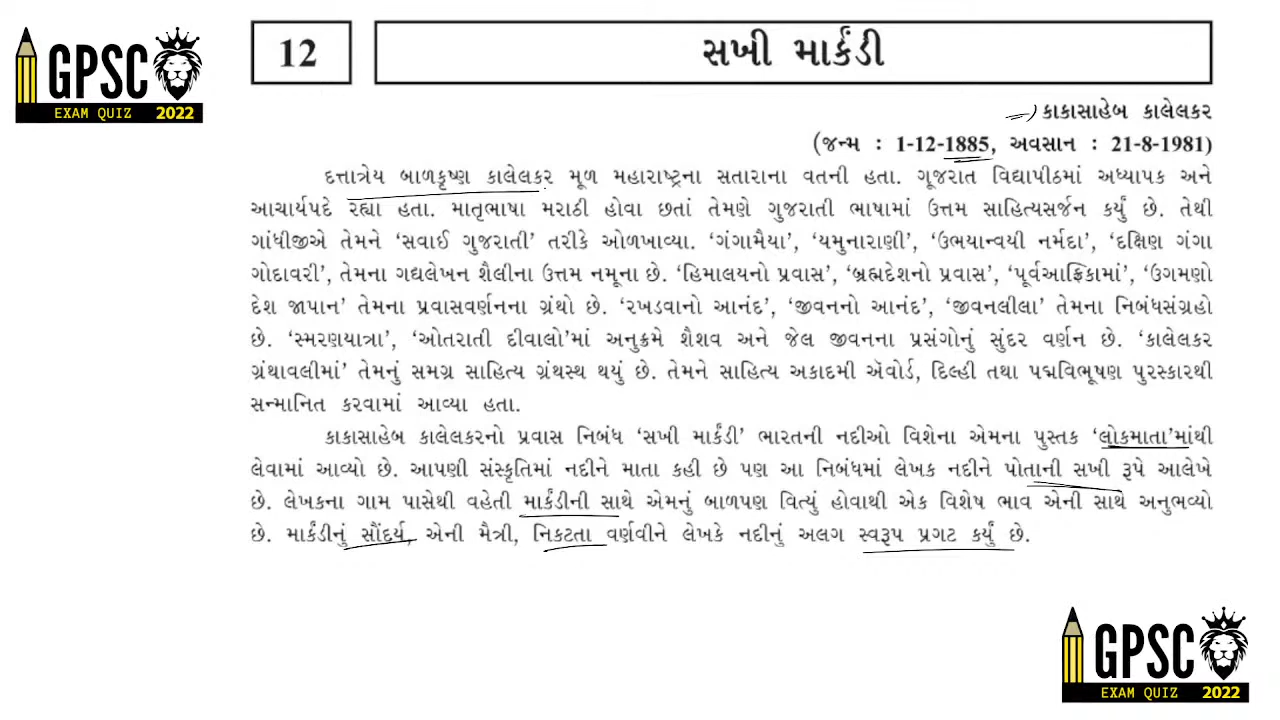 GPSC
EXAM QUIZ 2022
12
સખી માર્કંડી
કાકાસાહેબ કાલેલકર
(જન્મ : 1-12-1885, અવસાન : 21-8-1981)
દત્તાત્રેય બાળકૃષ્ણ કાલેલકર મૂળ મહારાષ્ટ્રના સતારાના વતની હતા. ગૂજરાત વિદ્યાપીઠમાં અધ્યાપક અને
આચાર્યપદે રહ્યા હતા. માતૃભાષા મરાઠી હોવા છતાં તેમણે ગુજરાતી ભાષામાં ઉત્તમ સાહિત્યસર્જન કર્યું છે. તેથી
ગાંધીજીએ તેમને ‘સવાઈ ગુજરાતી’ તરીકે ઓળખાવ્યા. ‘ગંગામૈયા’, ‘યમુનારાણી’, ‘ઉભયાન્વયી નર્મદા’, ‘દક્ષિણ ગંગા
ગોદાવરી’, તેમના ગદ્યલેખન શૈલીના ઉત્તમ નમૂના છે. ‘હિમાલયનો પ્રવાસ’, ‘બ્રહ્મદેશનો પ્રવાસ’, ‘પૂર્વઆફ્રિકામાં’, ‘ઉગમણો
દેશ જાપાન’ તેમના પ્રવાસવર્ણનના ગ્રંથો છે. ‘રખડવાનો આનંદ’, ‘જીવનનો આનંદ’, ‘જીવનલીલા’ તેમના નિબંધસંગ્રહો
છે. ‘સ્મરણયાત્રા’, ‘ઓતરાતી દીવાલો’માં અનુક્રમે શૈશવ અને જેલ જીવનના પ્રસંગોનું સુંદર વર્ણન છે. ‘કાલેલકર
ગ્રંથાવલીમાં’ તેમનું સમગ્ર સાહિત્ય ગ્રંથસ્થ થયું છે. તેમને સાહિત્ય અકાદમી ઍવોર્ડ, દિલ્હી તથા પદ્મવિભૂષણ પુરસ્કારથી
સન્માનિત કરવામાં આવ્યા હતા.
કાકાસાહેબ કાલેલકરનો પ્રવાસ નિબંધ ‘સખી માર્કંડી’ ભારતની નદીઓ વિશેના એમના પુસ્તક ‘લોકમાતા’માંથી
લેવામાં આવ્યો છે. આપણી સંસ્કૃતિમાં નદીને માતા કહી છે પણ આ નિબંધમાં લેખક નદીને પોતાની સખી રૂપે આલેખે
છે. લેખકના ગામ પાસેથી વહેતી માર્કંડીની સાથે એમનું બાળપણ વિત્યું હોવાથી એક વિશેષ ભાવ એની સાથે અનુભવ્યો
છે. માર્કંડીનું સૌંદર્ય, એની મૈત્રી, નિકટતા વર્ણવીને લેખકે નદીનું અલગ સ્વરૂપ પ્રગટ કર્યું છે.
GPSC
EXAM QUIZ 2022